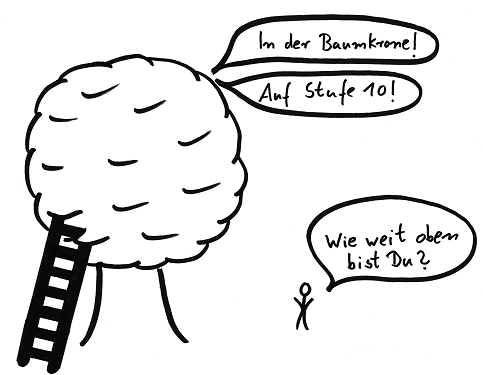 In der Baumkrone!
Auf Stufe 10!
Wie weit oben
bist Du?